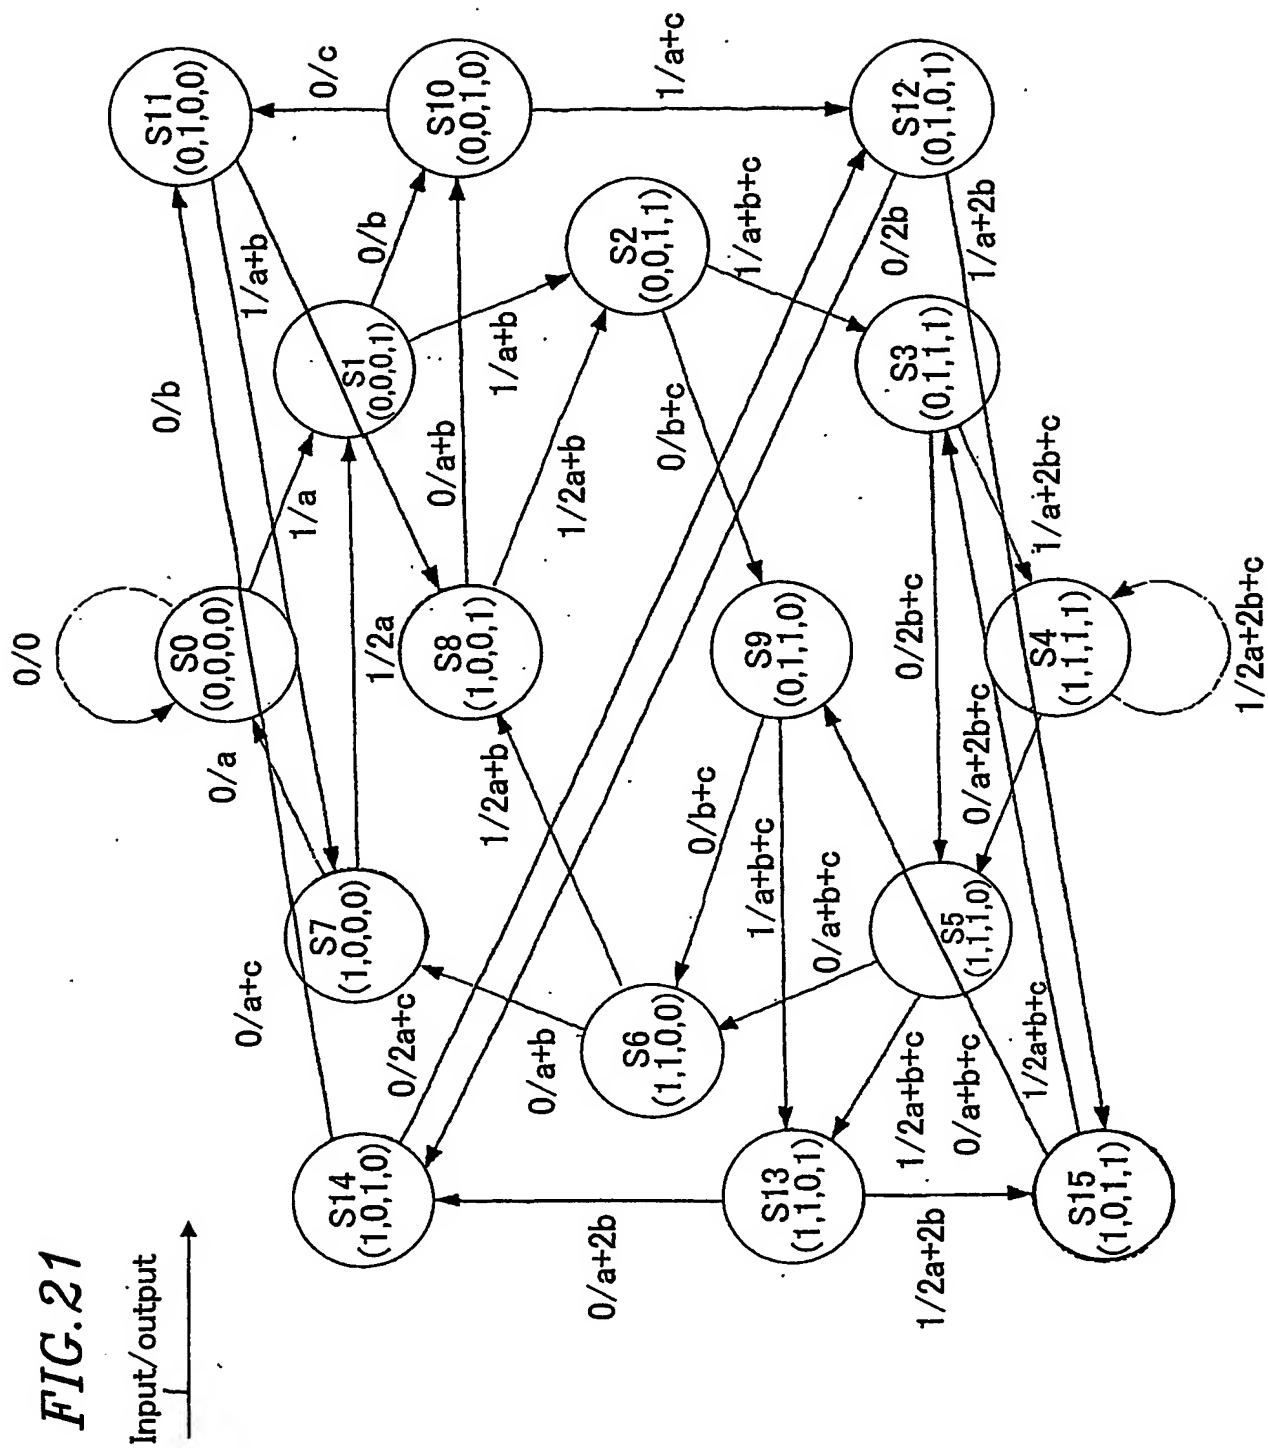 FIG.21
Input/output
0/0
S0
(0,0,0,0)
S11
(0,1,0,0)
0/c
S10
(0,0,1,0)
1/a+c
S12
(0,1,0,1)
0/b
1/a+b
0/b
S1
(0,0,0,1)
1/a
1/a+b
S2
(0,0,1,1)
1/a+b+c
0/2b
1/a+2b
S3
(0,1,1,1)
0/a+b
1/2a+b
0/b+c
1/a+2b+c
0/a
1/2a
S8
(1,0,0,1)
S9
(0,1,1,0)
0/2b+c
S4
(1,1,1,1)
1/2a+2b+c
0/a+2b+c
S7
(1,0,0,0)
1/2a+b
0/b+c
1/a+b+c
0/a+b+c
S5
(1,1,1,0)
0/a+c
0/2a+c
0/a+b
S6
(1,1,0,0)
1/2a+b+c
0/a+b+c
1/2a+b+c
S14
(1,0,1,0)
0/a+2b
S13
(1,1,0,1)
1/2a+2b
S15
(1,0,1,1)